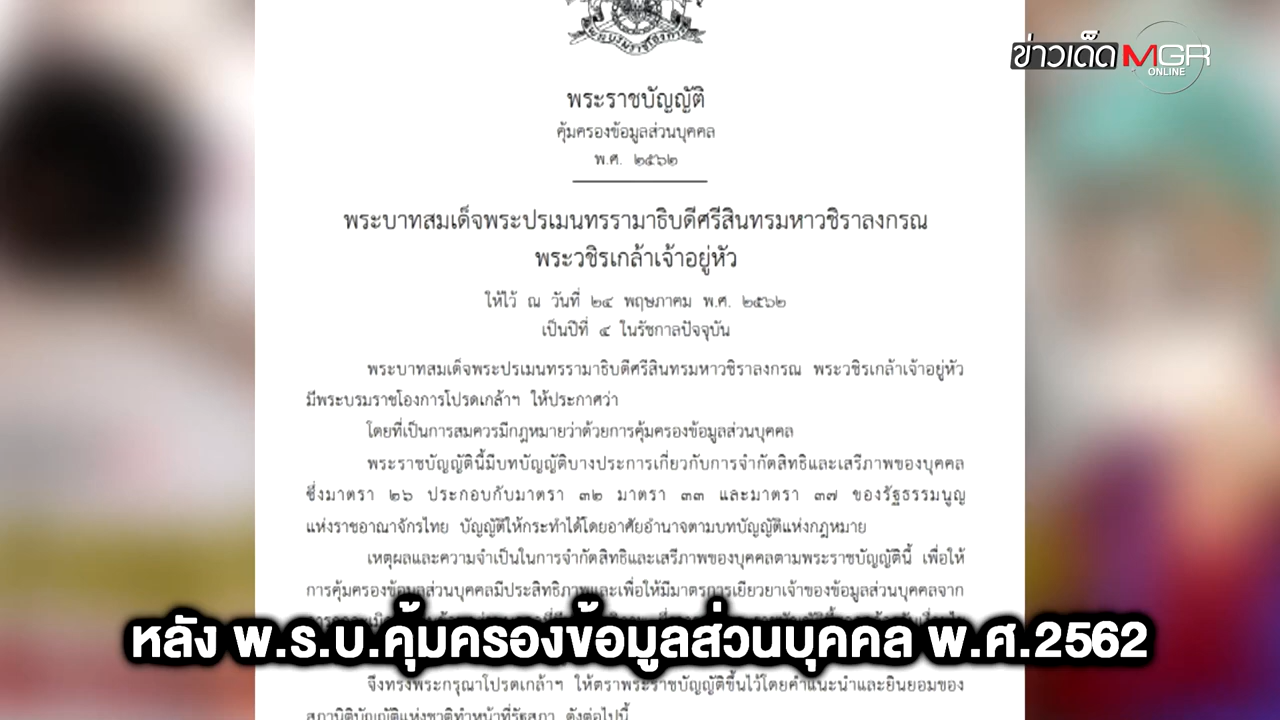 ข่าวเด็ด MGR ONLINE
พระราชบัญญัติ
คุ้มครองข้อมูลส่วนบุคคล
พ.ศ. ๒๕๖๒
พระบาทสมเด็จพระปรเมนทรรามาธิบดีศรีสินทรมหาวชิราลงกรณ
พระวชิรเกล้าเจ้าอยู่หัว
ให้ไว้ ณ วันที่ ๒๔ พฤษภาคม พ.ศ. ๒๕๖๒
เป็นปีที่ ๔ ในรัชกาลปัจจุบัน
พระบาทสมเด็จพระปรเมนทรรามาธิบดีศรีสินทรมหาวชิราลงกรณ พระวชิรเกล้าเจ้าอยู่หัว
มีพระบรมราชโองการโปรดเกล้าฯ ให้ประกาศว่า
โดยที่เป็นการสมควรมีกฎหมายว่าด้วยการคุ้มครองข้อมูลส่วนบุคคล
พระราชบัญญัตินี้มีบทบัญญัติบางประการเกี่ยวกับการจำกัดสิทธิและเสรีภาพของบุคคล
ซึ่งมาตรา ๒๖ ประกอบกับมาตรา ๓๒ มาตรา ๓๓ และมาตรา ๓๗ ของรัฐธรรมนูญ
แห่งราชอาณาจักรไทย บัญญัติให้กระทำได้โดยอาศัยอำนาจตามบทบัญญัติแห่งกฎหมาย
เหตุผลและความจำเป็นในการจำกัดสิทธิและเสรีภาพของบุคคลตามพระราชบัญญัตินี้ เพื่อให้
การคุ้มครองข้อมูลส่วนบุคคลมีประสิทธิภาพและเพื่อให้มีมาตรการเยียวยาเจ้าของข้อมูลส่วนบุคคลจาก
หลัง พ.ร.บ.คุ้มครองข้อมูลส่วนบุคคล พ.ศ.2562
จึงทรงพระกรุณาโปรดเกล้าฯ ให้ตราพระราชบัญญัติขึ้นไว้โดยคำแนะนำและยินยอมของ
สภานิติบัญญัติแห่งชาติทำหน้าที่รัฐสภา ดังต่อไปนี้